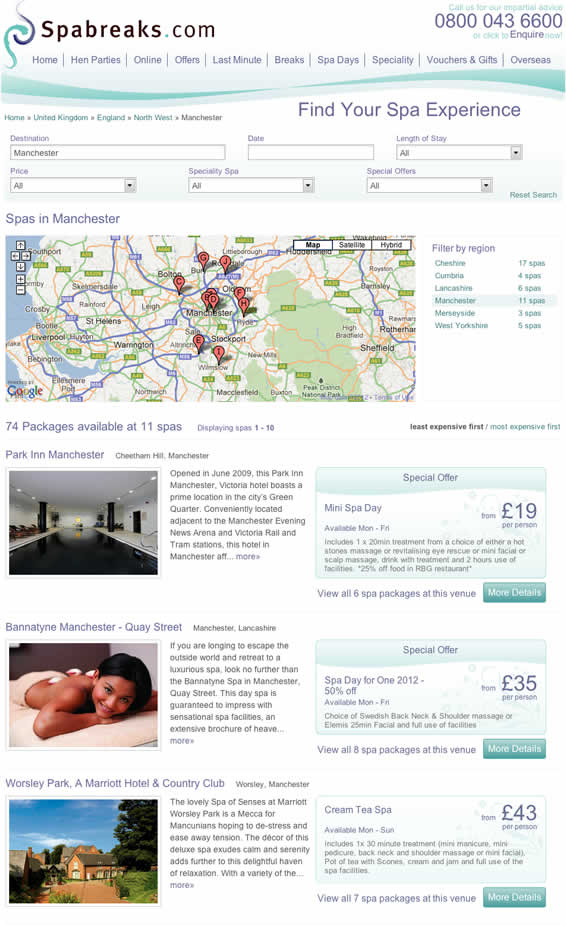 Spabreaks.com
Call us for our impartial advice
0800 043 6600
or click to Enquire now!
Home Hen Parties Online Offers Last Minute Breaks Spa Days Speciality Vouchers & Gifts Overseas
Home » United Kingdom » England » North West » Manchester
Find Your Spa Experience
Destination Date Length of Stay
Manchester All
Price Speciality Spa Special Offers
All All All
Reset Search
Spas in Manchester
Map Satellite Hybrid
Southport
Ormskirk
Skelmersdale
Bolton
Bury
Rochdale
Littleborough
Huddersfield
Wakefield
Barnsley
Rainford
Leigh
Oldham
Bootle
St Helens
Manchester
Hyde
Liverpool Huyton
Warrington
Altrincham
Stockport
Sheffield
Rotherham
Bebington
Widnes
Wilmslow
New Mills
Ellesmere Port
Northwich
Macclesfield
Buxton
Peak District National Park
Google
Terms of Use
C G J F H D E I
Filter by region
Cheshire 17 spas
Cumbria 4 spas
Lancashire 6 spas
Manchester 11 spas
Merseyside 3 spas
West Yorkshire 5 spas
74 Packages available at 11 spas Displaying spas 1 - 10 least expensive first / most expensive first
Park Inn Manchester Cheetham Hill, Manchester
Opened in June 2009, this Park Inn
Manchester, Victoria hotel boasts a
prime location in the city's Green
Quarter. Conveniently located
adjacent to the Manchester Evening
News Arena and Victoria Rail and
Tram stations, this hotel in
Manchester aff... more»
Special Offer
Mini Spa Day
from £19
per person
Available Mon - Fri
Includes 1 x 20min treatment from a choice of either a hot
stones massage or revitalising eye rescue or mini facial or
scalp massage, drink with treatment and 2 hours use of
facilities. *25% off food in RBG restaurant*
View all 6 spa packages at this venue More Details
Bannatyne Manchester - Quay Street Manchester, Lancashire
If you are longing to escape the
outside world and retreat to a
luxurious spa, look no further than
the Bannatyne Spa in Manchester,
Quay Street. This day spa is
guaranteed to impress with
sensational spa facilities, an
extensive brochure of heave...
more»
Special Offer
Spa Day for One 2012 -
50% off
from £35
per person
Available Mon - Fri
Choice of Swedish Back Neck & Shoulder massage or
Elemis 25min Facial and full use of facilities
View all 8 spa packages at this venue More Details
Worsley Park, A Marriott Hotel & Country Club Worsley, Manchester
The lovely Spa of Senses at Marriott
Worsley Park is a Mecca for
Mancunians hoping to de-stress and
ease away tension. The décor of this
deluxe spa exudes calm and serenity
adds further to this delightful haven
of relaxation. With a variety of the...
more»
Cream Tea Spa
from £43
per person
Available Mon - Sun
Includes 1x 30 minute treatment (mini manicure, mini
pedicure, back neck and shoulder massage or mini facial),
Pot of tea with Scones, cream and jam and full use of the
spa facilities.
View all 7 spa packages at this venue More Details